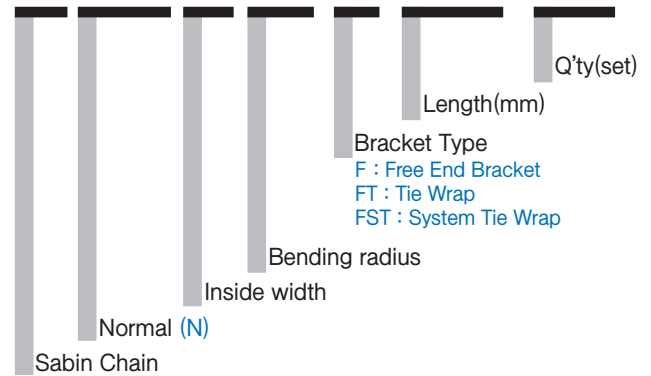 Q'ty(set)
Length(mm)
Bracket Type
F : Free End Bracket
FT : Tie Wrap
FST : System Tie Wrap
Bending radius
Inside width
Normal (N)
Sabin Chain